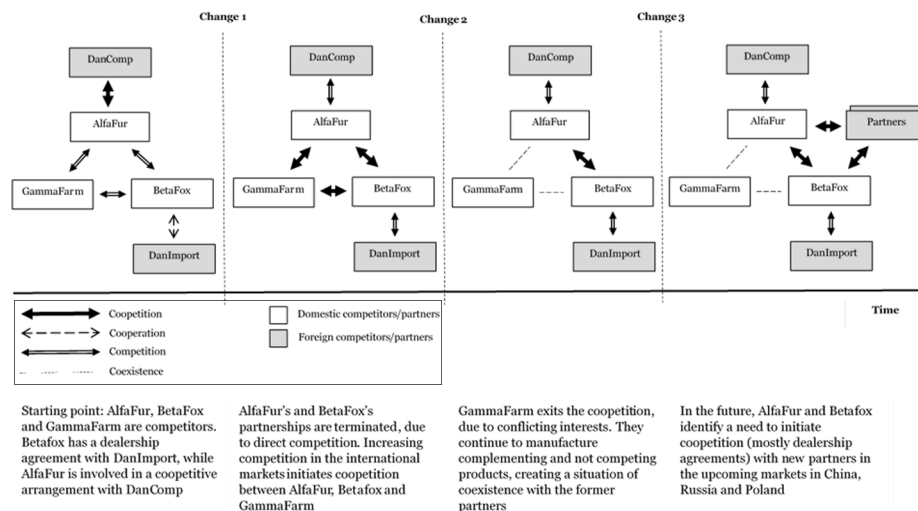 Change 1
Change 2
Change 3
DanComp
AlfaFur
GammaFarm
BetaFox
DanImport
DanComp
AlfaFur
GammaFarm
BetaFox
DanImport
DanComp
AlfaFur
GammaFarm
BetaFox
DanImport
DanComp
AlfaFur
Partners
GammaFarm
BetaFox
DanImport
Time
Coopetition
Cooperation
Competition
Coexistence
Domestic competitors/partners
Foreign competitors/partners
Starting point: AlfaFur, BetaFox
and GammaFarm are competitors.
Betafox has a dealership
agreement with DanImport, while
AlfaFur is involved in a coopetitive
arrangement with DanComp
AlfaFur's and BetaFox's
partnerships are terminated, due
to direct competition. Increasing
competition in the international
markets initiates coopetition
between AlfaFur, Betafox and
GammaFarm
GammaFarm exits the coopetition,
due to conflicting interests. They
continue to manufacture
complementing and not competing
products, creating a situation of
coexistence with the former
partners
In the future, AlfaFur and Betafox
identify a need to initiate
coopetition (mostly dealership
agreements) with new partners in
the upcoming markets in China,
Russia and Poland